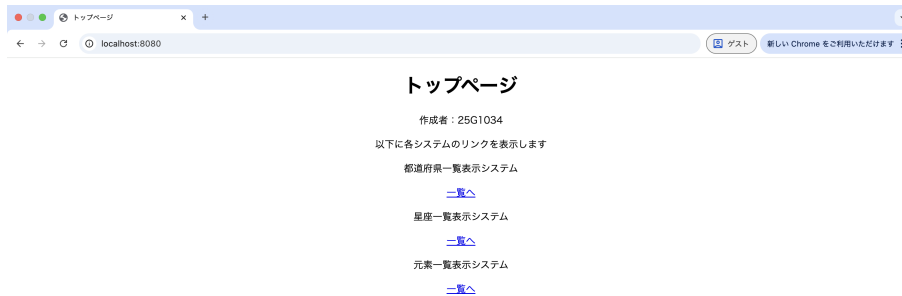 トップページ
localhost:8080
ゲスト
新しい Chrome をご利用いただけます
トップページ
作成者：25G1034
以下に各システムのリンクを表示します
都道府県一覧表示システム
一覧へ
星座一覧表示システム
一覧へ
元素一覧表示システム
一覧へ